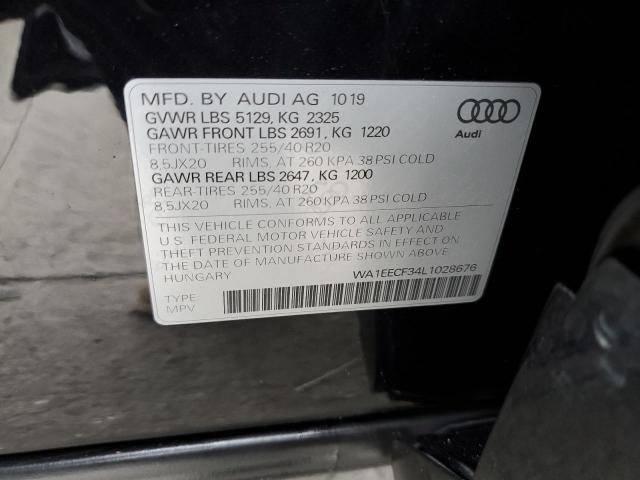 MFD. BY AUDI AG 10 19
GVWR LBS 5129, KG 2325
GAWR FRONT LBS 2691, KG 1220
FRONT-TIRES 255/40 R20
8,5JX20 RIMS, AT 260 KPA 38 PSI COLD
GAWR REAR LBS 2647, KG 1200
REAR-TIRES 255/40 R20
8,5JX20 RIMS, AT 260 KPA 38 PSI COLD
Audi
THIS VEHICLE CONFORMS TO ALL APPLICABLE
U.S. FEDERAL MOTOR VEHICLE SAFETY AND
THEFT PREVENTION STANDARDS IN EFFECT ON
THE DATE OF MANUFACTURE SHOWN ABOVE.
HUNGARY
WA1EECF34L1028676
TYPE:
MPV